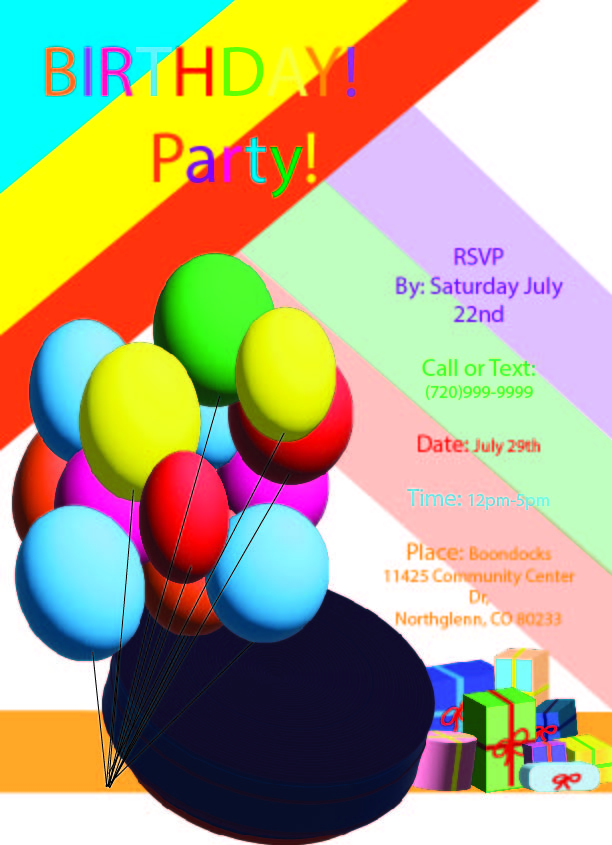 BIRTHDAY!
Party!
RSVP
By: Saturday July
22nd
Call or Text:
(720)999-9999
Date: July 29th
Time: 12pm-5pm
Place: Boondocks
11425 Community Center
Dr,
Northglenn, CO 80233